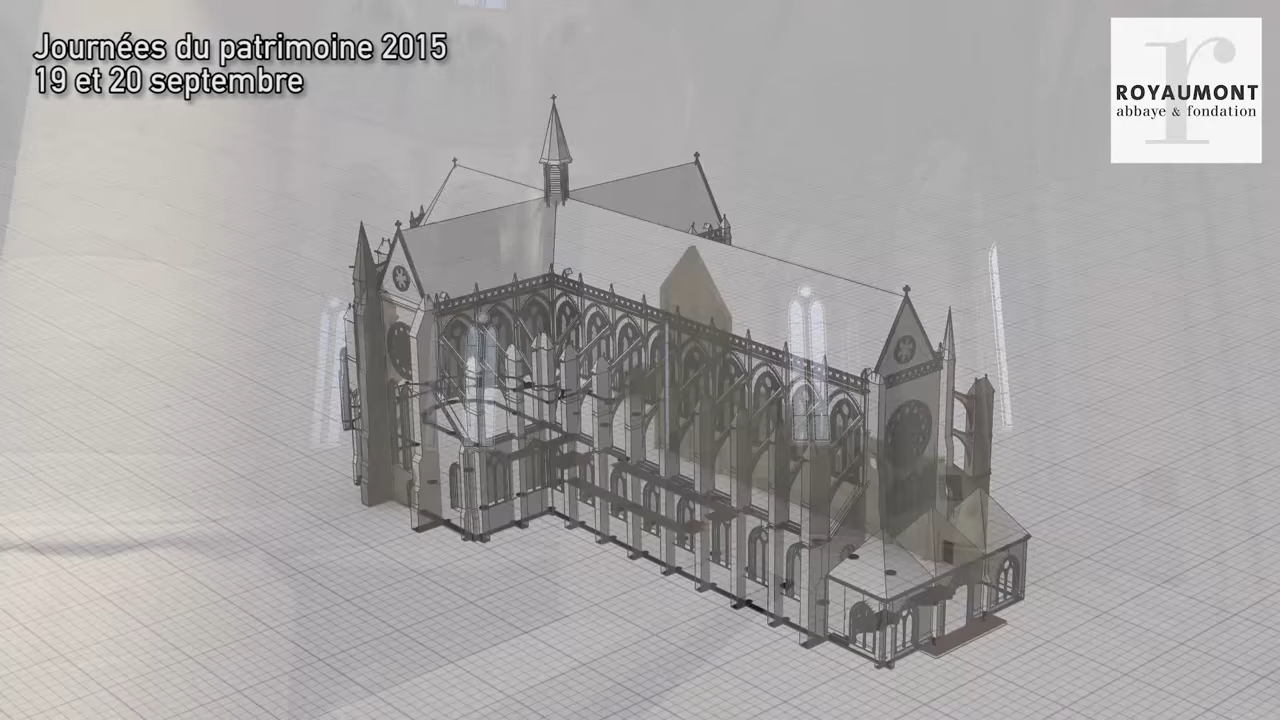 Journées du patrimoine 2015
19 et 20 septembre
r
ROYAUMONT
abbaye & fondation